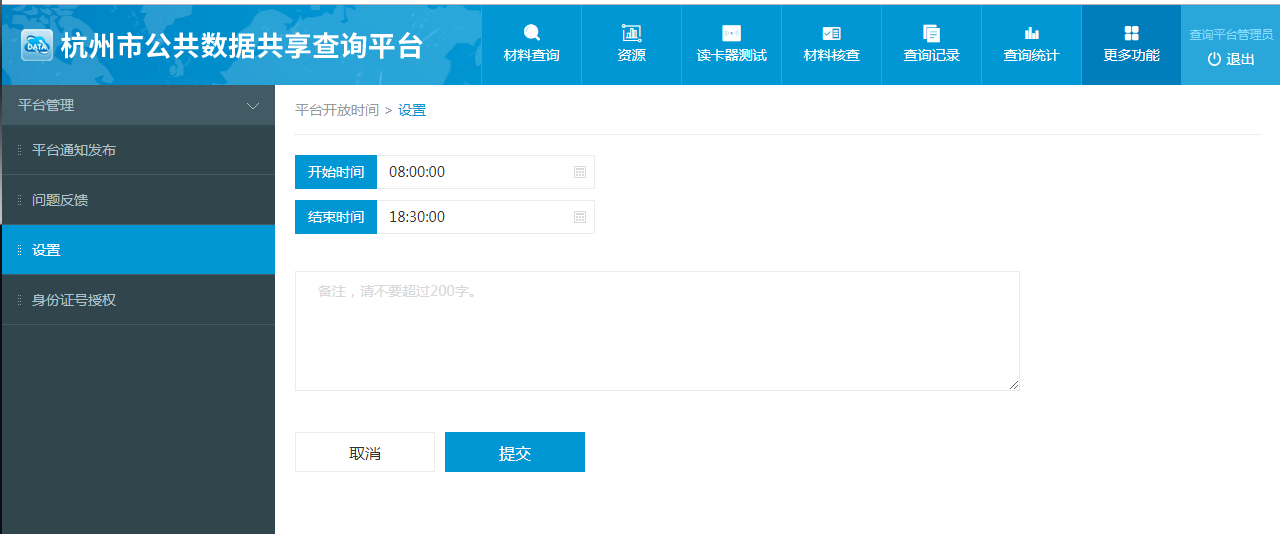 DATA 杭州市公共数据共享查询平台
材料查询 资源 读卡器测试 材料核查 查询记录 查询统计 更多功能
查询平台管理员
退出
平台管理
平台通知发布
问题反馈
设置
身份证号授权
平台开放时间 > 设置
开始时间 08:00:00
结束时间 18:30:00
备注，请不要超过200字。
取消 提交